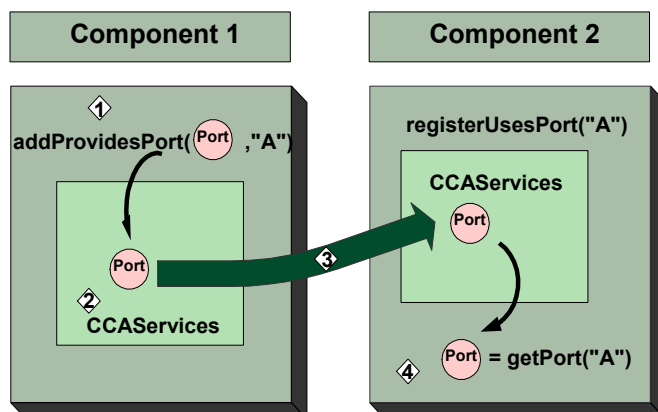 Component 1
Component 2
1
addProvidesPort( Port ,"A")
Port
2
CCAServices
3
registerUsesPort("A")
CCAServices
Port
4
Port = getPort("A")